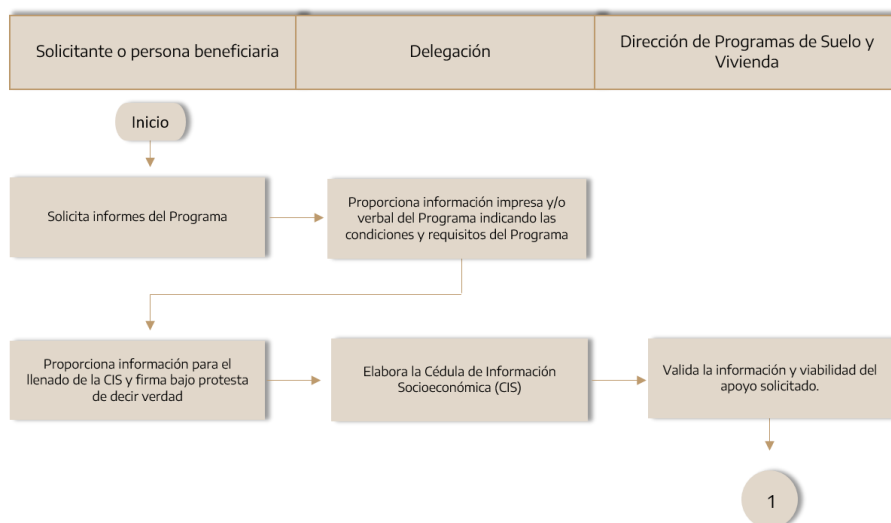 Solicitante o persona beneficiaria
Delegación
Dirección de Programas de Suelo y
Vivienda
Inicio
Solicita informes del Programa
Proporciona información impresa y/o
verbal del Programa indicando las
condiciones y requisitos del Programa
Proporciona información para el
llenado de la CIS y firma bajo protesta
de decir verdad
Elabora la Cédula de Información
Socioeconómica (CIS)
Valida la información y viabilidad del
apoyo solicitado.
1